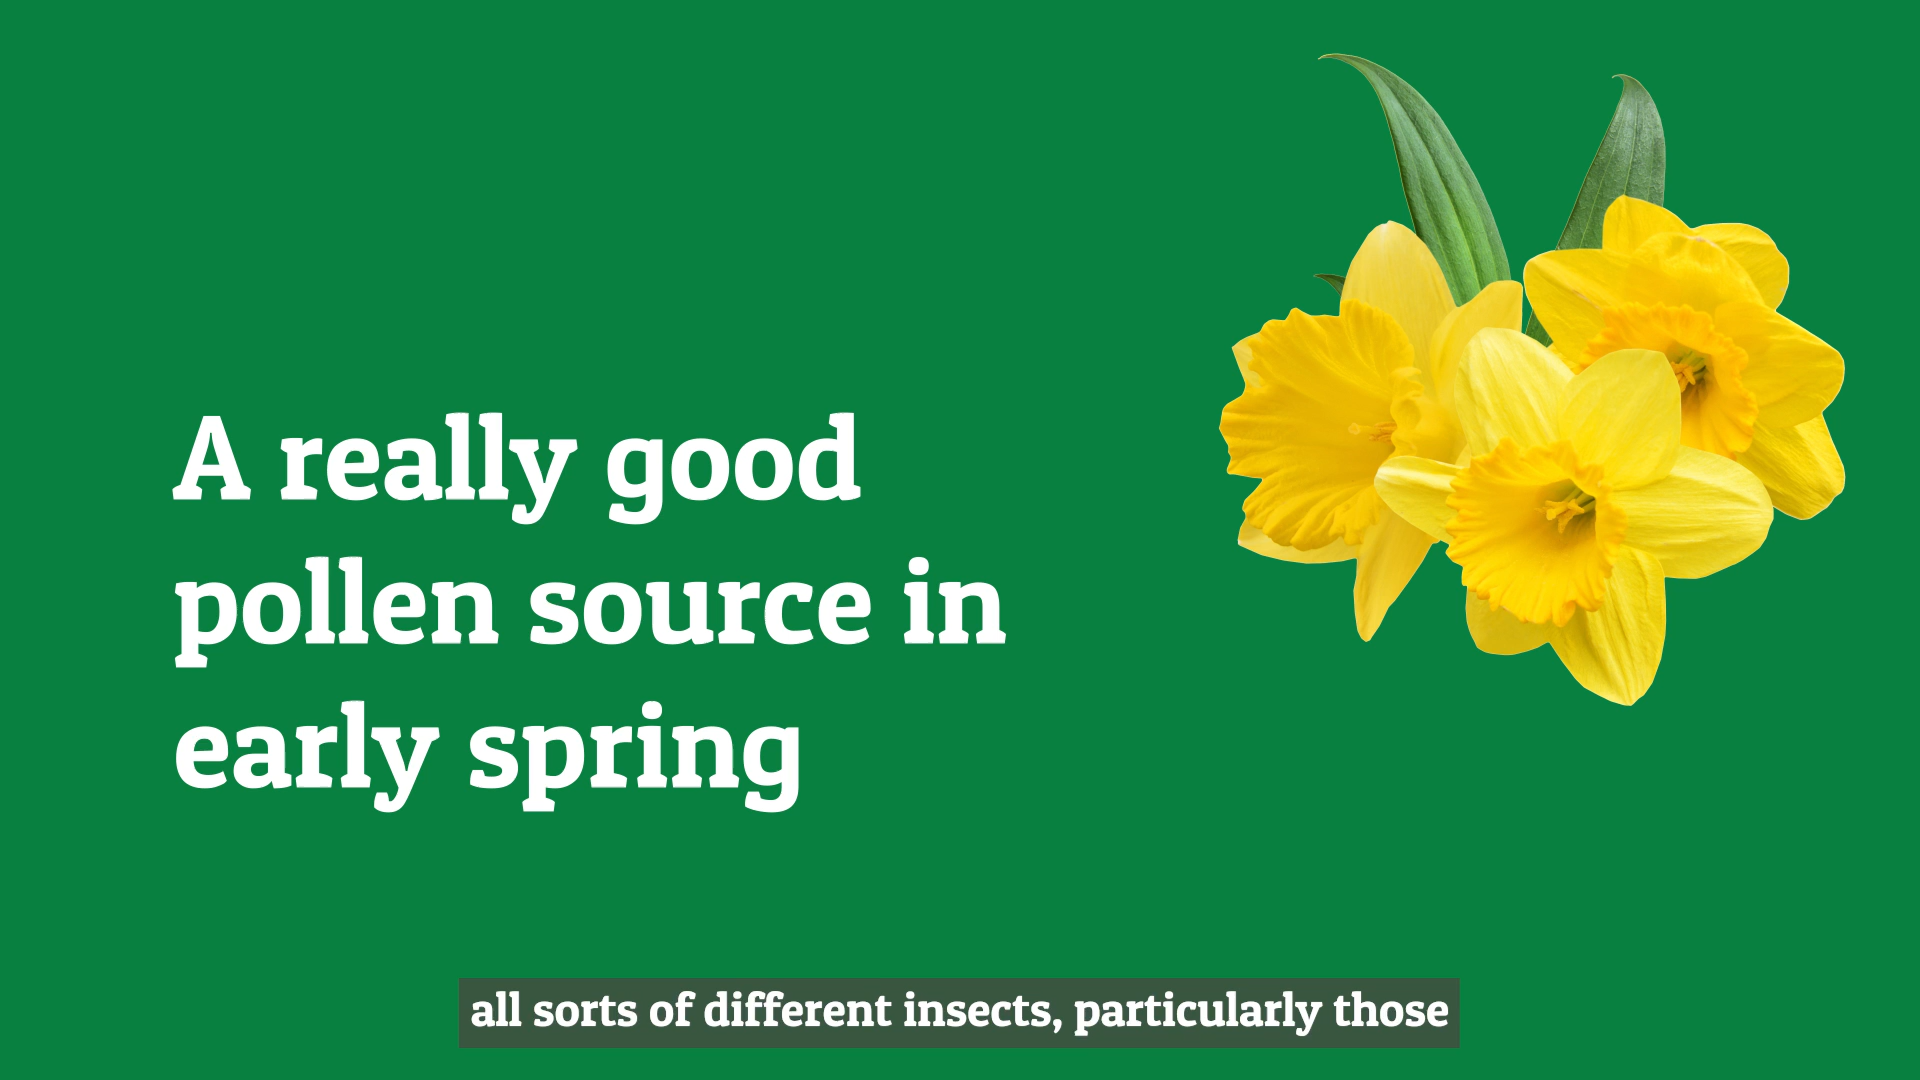 A really good
pollen source in
early spring
all sorts of different insects, particularly those